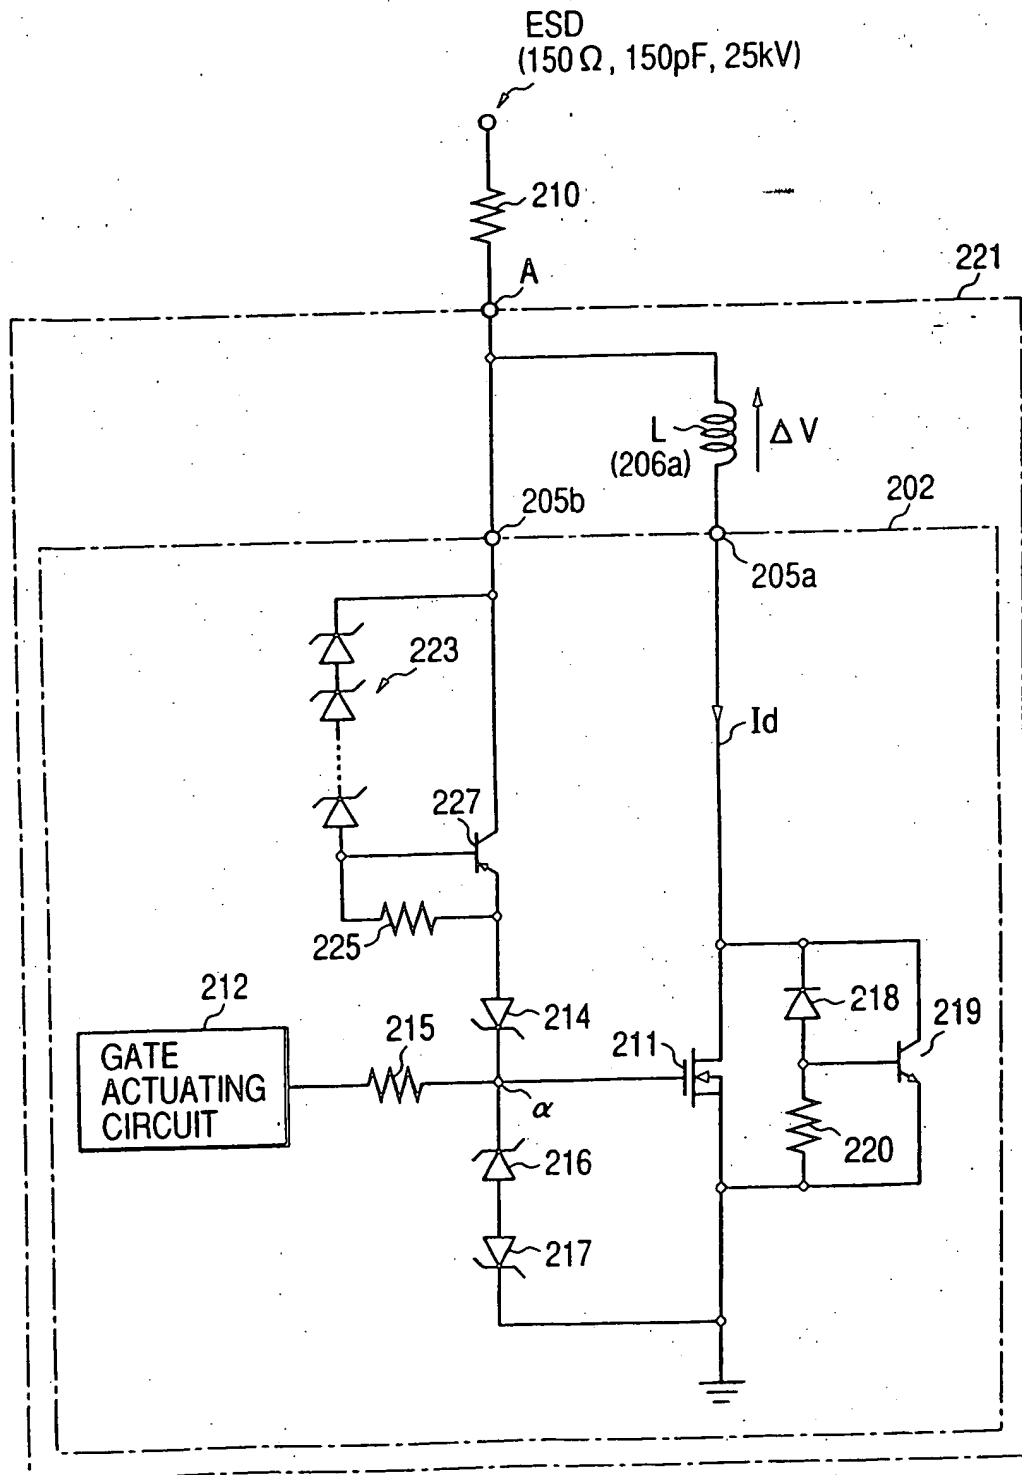 ESD
(150Ω, 150pF, 25kV)
210
A
221
L
(206a)
ΔV
205b
202
205a
223
Id
227
225
212
214
218
219
GATE
ACTUATING
CIRCUIT
215
211
α
216
220
217